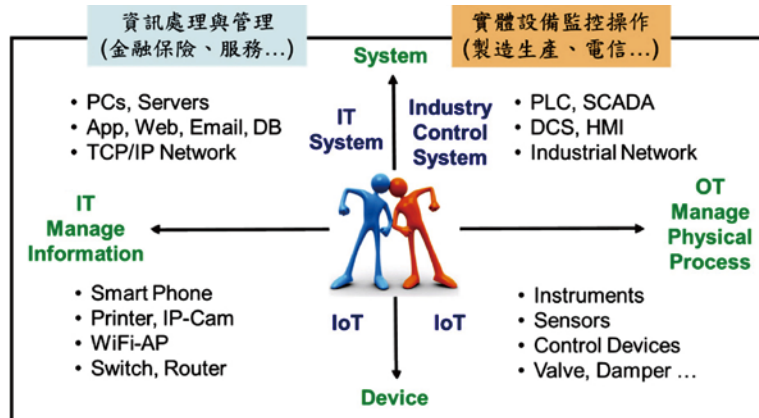 資訊處理與管理
(金融保險、服務...)
實體設備監控操作
(製造生產、電信...)
System
• PCs, Servers
• App, Web, Email, DB
• TCP/IP Network
IT
System
Industry
Control
System
• PLC, SCADA
• DCS, HMI
• Industrial Network
IT
Manage
Information
OT
Manage
Physical
Process
• Smart Phone
• Printer, IP-Cam
• WiFi-AP
• Switch, Router
IoT
IoT
• Instruments
• Sensors
• Control Devices
• Valve, Damper ...
Device